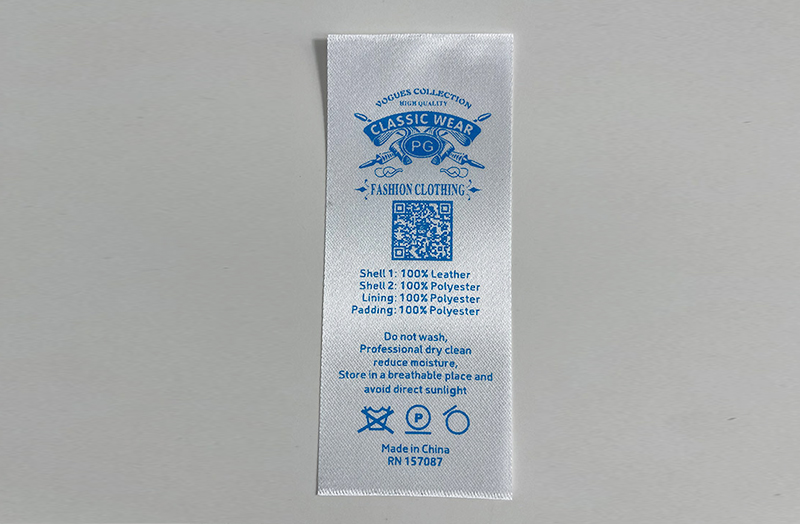 VOGUES COLLECTION
HIGH QUALITY
CLASSIC WEAR
PG
FASHION CLOTHING
Shell 1: 100% Leather
Shell 2: 100% Polyester
Lining: 100% Polyester
Padding: 100% Polyester
Do not wash,
Professional dry clean
reduce moisture,
Store in a breathable place and
avoid direct sunlight
P
Made in China
RN 157087